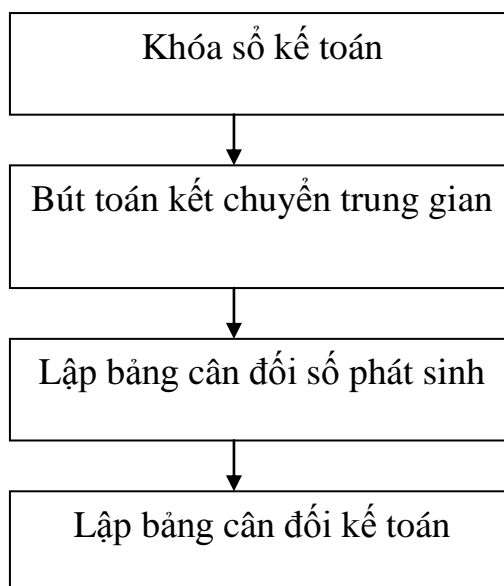 Khóa sổ kế toán
Bút toán kết chuyển trung gian
Lập bảng cân đối số phát sinh
Lập bảng cân đối kế toán